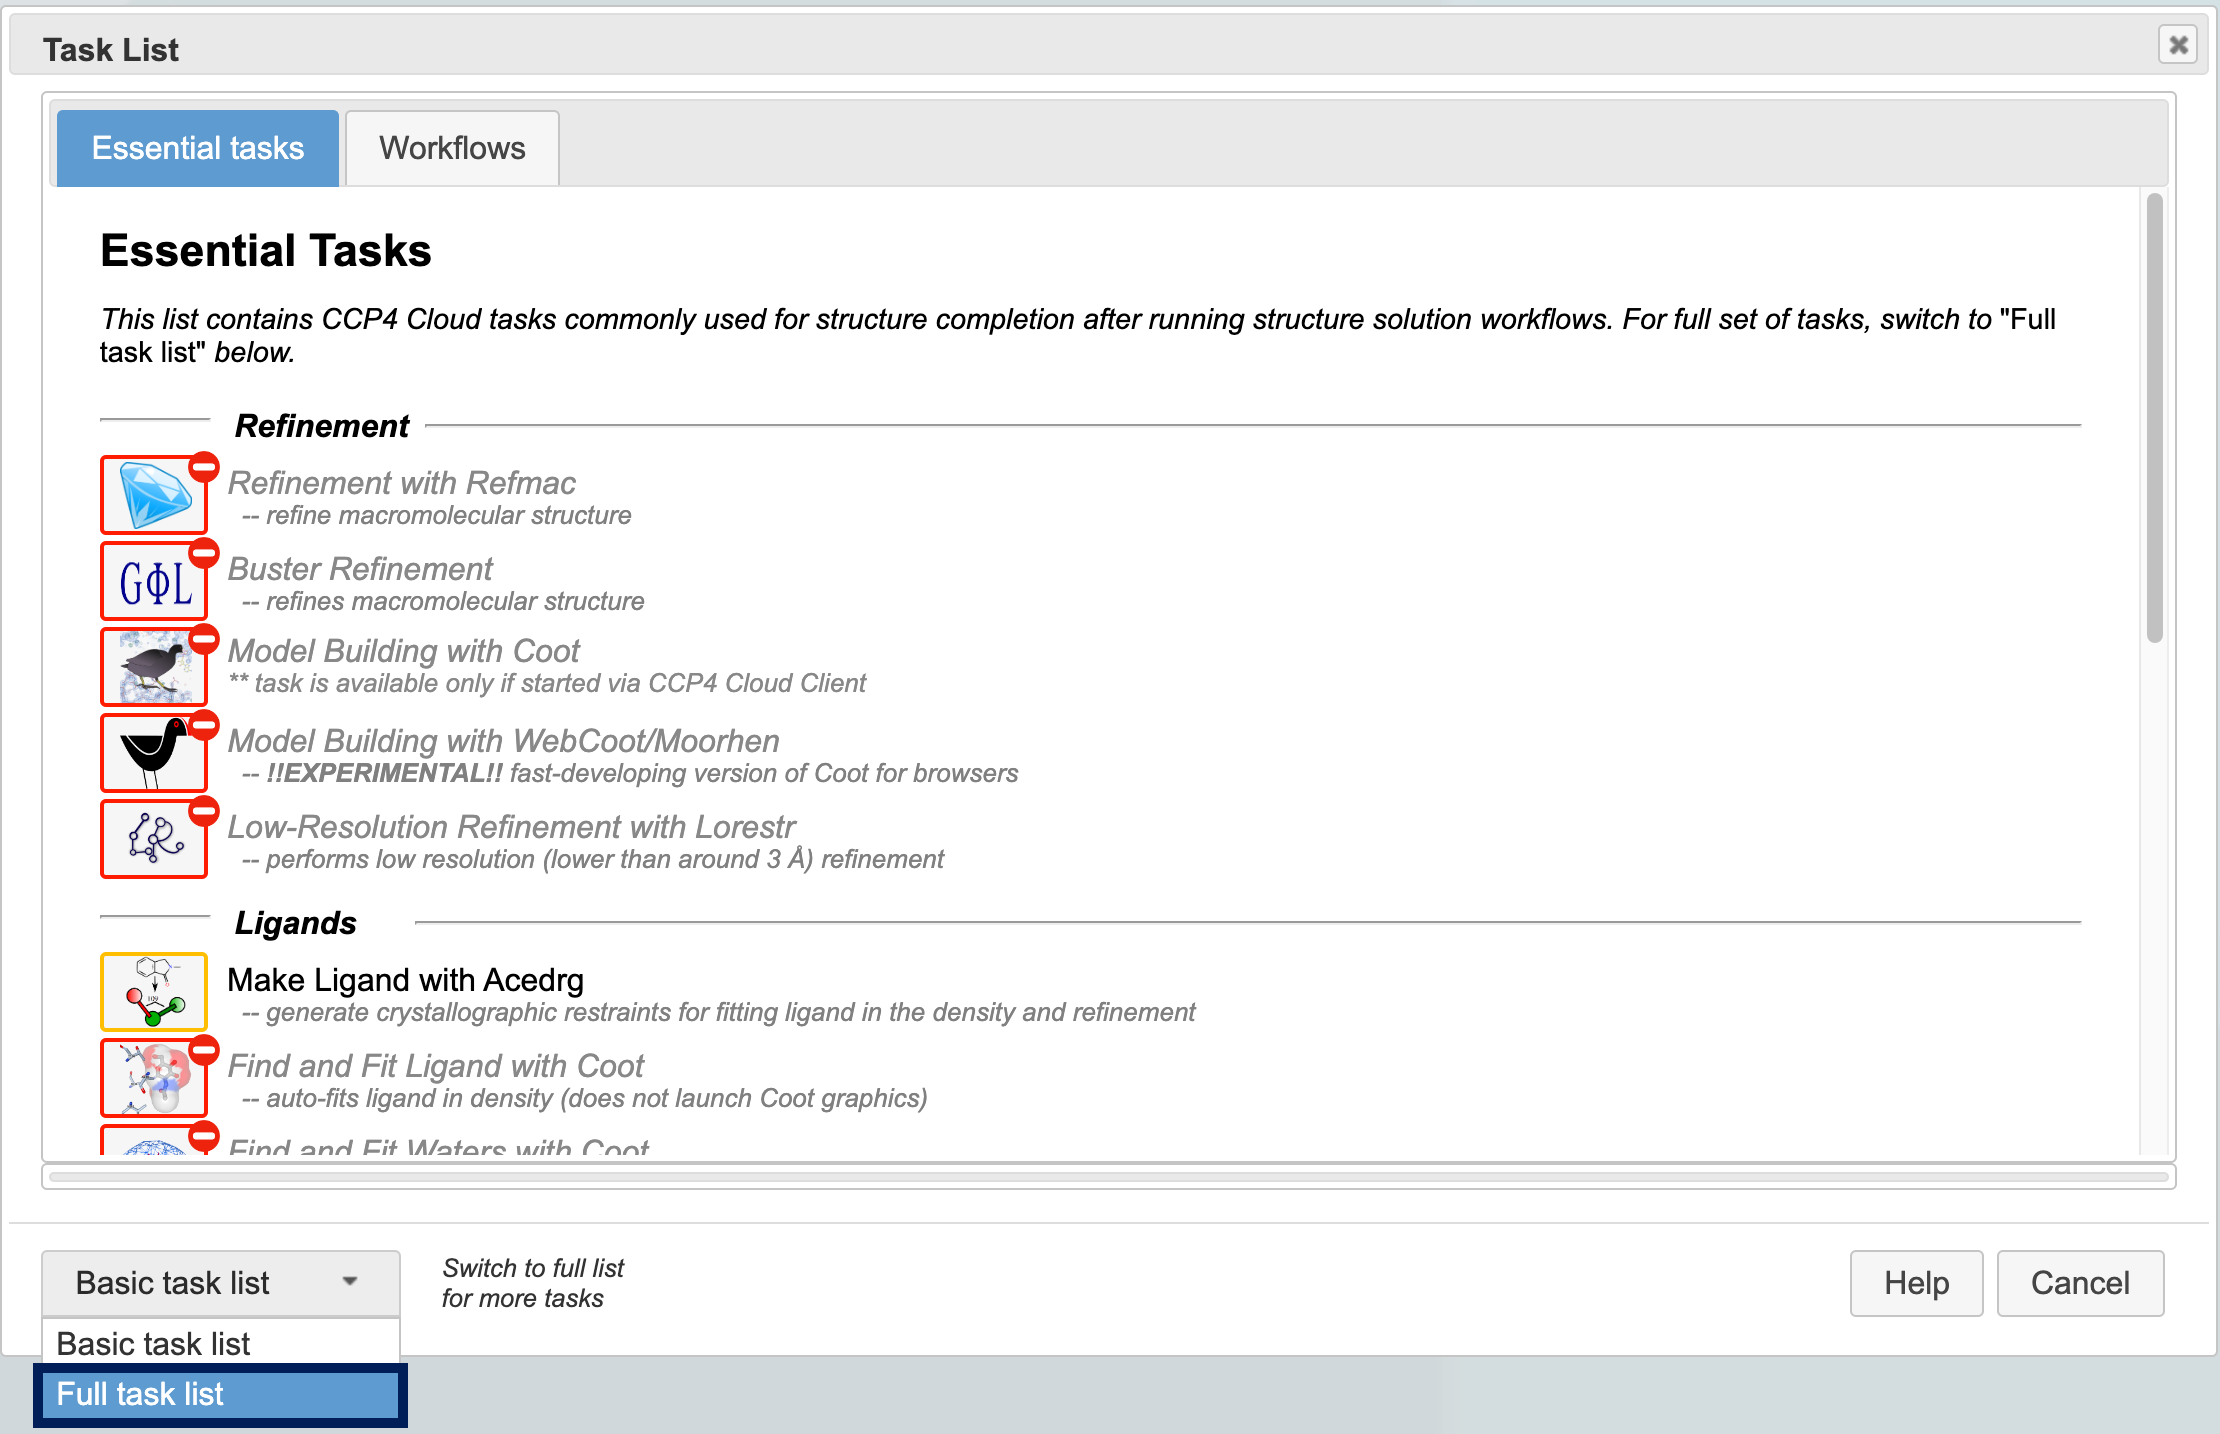 Task List
Essential tasks
Workflows
Essential Tasks
This list contains CCP4 Cloud tasks commonly used for structure completion after running structure solution workflows. For full set of tasks, switch to "Full
task list" below.
Refinement
Refinement with Refmac
-- refine macromolecular structure
GΦL
Buster Refinement
-- refines macromolecular structure
Model Building with Coot
** task is available only if started via CCP4 Cloud Client
Model Building with WebCoot/Moorhen
-- !!EXPERIMENTAL!! fast-developing version of Coot for browsers
Low-Resolution Refinement with Lorestr
-- performs low resolution (lower than around 3 Å) refinement
Ligands
Make Ligand with Acedrg
-- generate crystallographic restraints for fitting ligand in the density and refinement
Find and Fit Ligand with Coot
-- auto-fits ligand in density (does not launch Coot graphics)
Find and Fit Waters with Coot
Basic task list
Switch to full list
for more tasks
Help
Cancel
Basic task list
Full task list